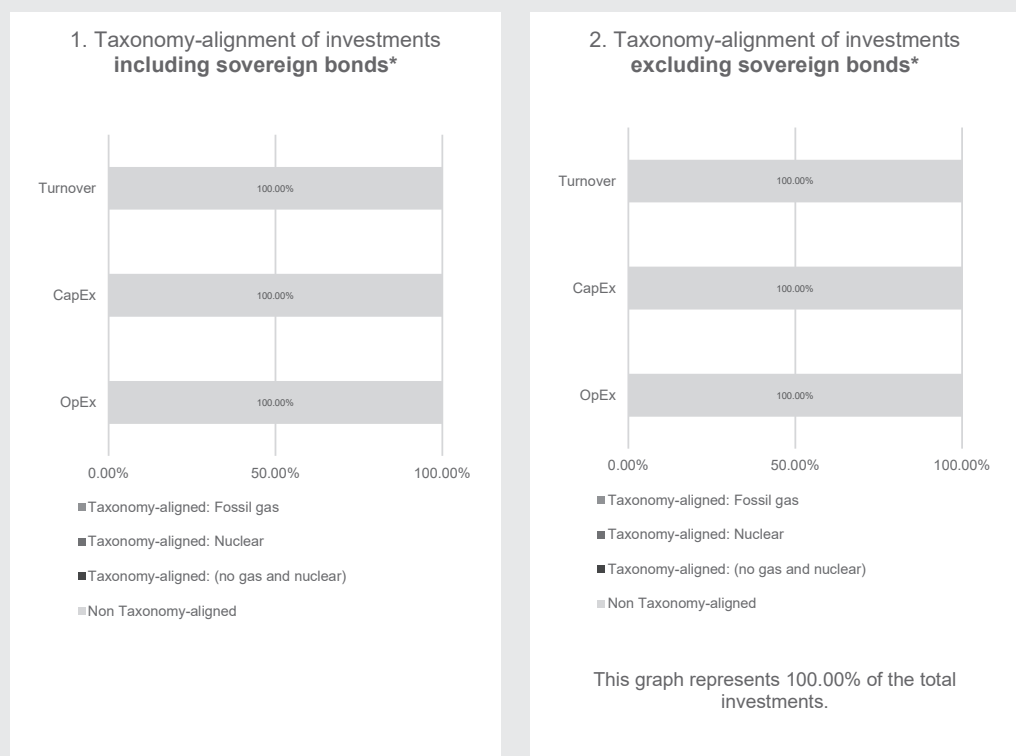 1. Taxonomy-alignment of investments
including sovereign bonds*
Turnover
100.00%
CapEx
100.00%
OpEx
100.00%
0.00%
50.00%
100.00%
Taxonomy-aligned: Fossil gas
Taxonomy-aligned: Nuclear
Taxonomy-aligned: (no gas and nuclear)
Non Taxonomy-aligned
2. Taxonomy-alignment of investments
excluding sovereign bonds*
Turnover
100.00%
CapEx
100.00%
OpEx
100.00%
0.00%
50.00%
100.00%
Taxonomy-aligned: Fossil gas
Taxonomy-aligned: Nuclear
Taxonomy-aligned: (no gas and nuclear)
Non Taxonomy-aligned
This graph represents 100.00% of the total
investments.